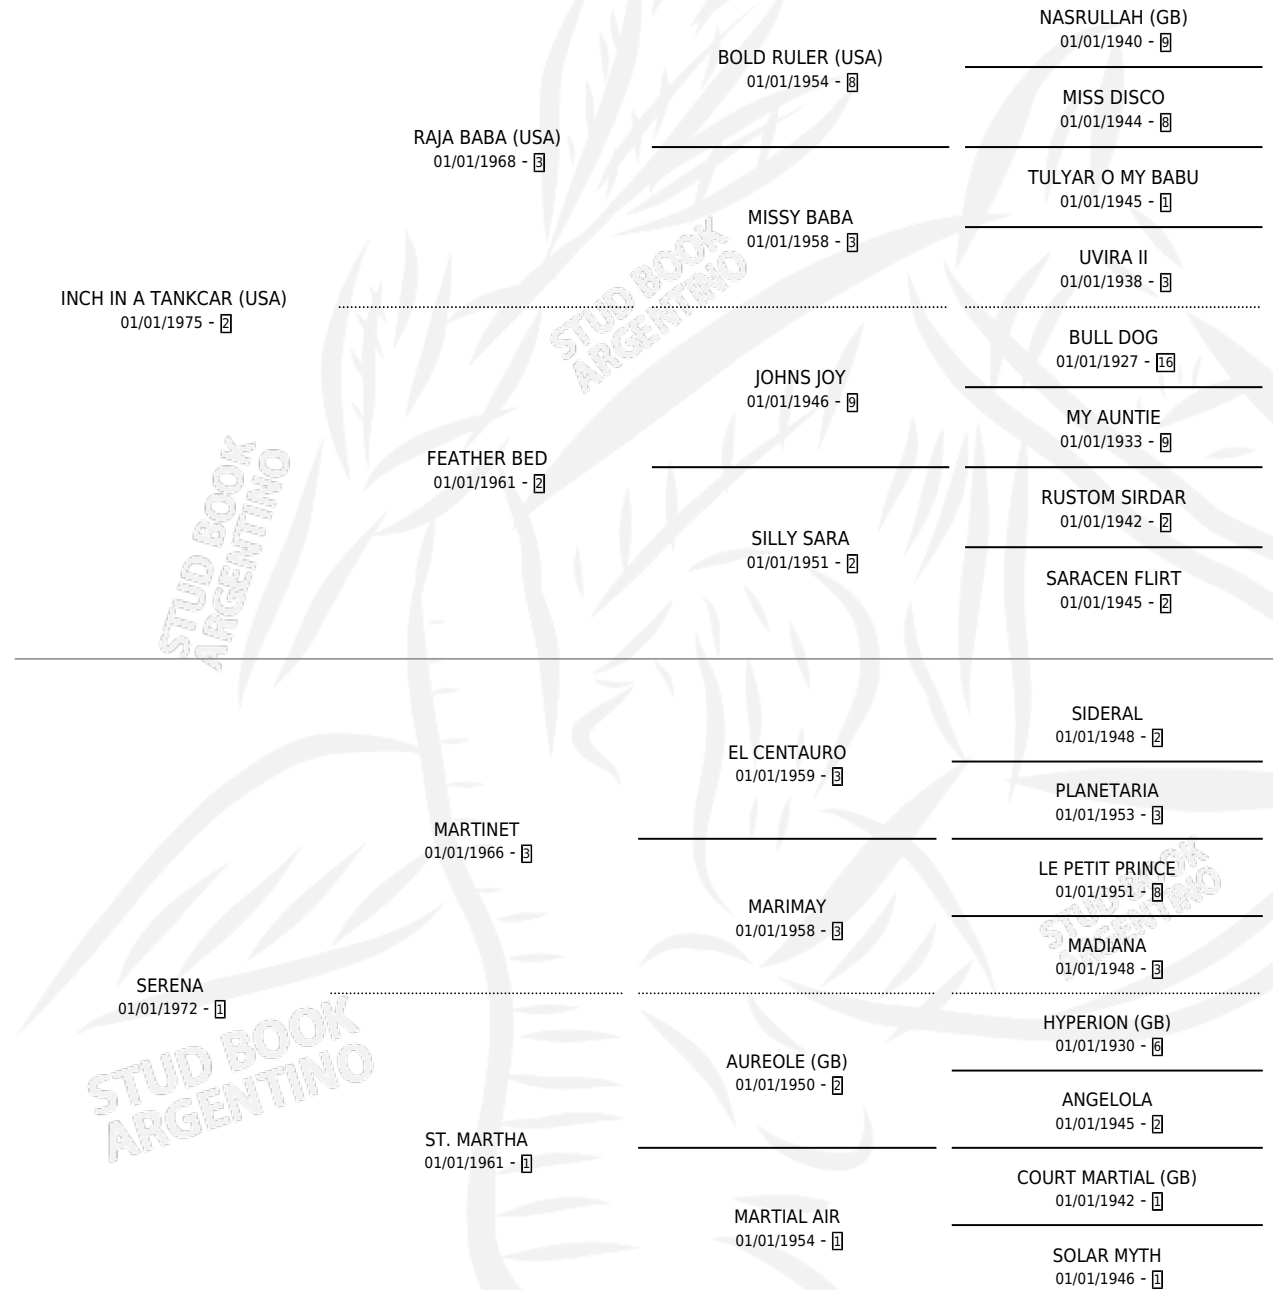 NASRULLAH (GB)
01/01/1940 - 9
BOLD RULER (USA)
01/01/1954 - 8
MISS DISCO
01/01/1944 - 8
RAJA BABA (USA)
01/01/1968 - 3
TULYAR O MY BABU
01/01/1945 - 1
MISSY BABA
01/01/1958 - 3
UVIRA II
01/01/1938 - 3
INCH IN A TANKCAR (USA)
01/01/1975 - 2
BULL DOG
01/01/1927 - 16
JOHNS JOY
01/01/1946 - 9
MY AUNTIE
01/01/1933 - 9
FEATHER BED
01/01/1961 - 2
RUSTOM SIRDAR
01/01/1942 - 2
SILLY SARA
01/01/1951 - 2
SARACEN FLIRT
01/01/1945 - 2
SIDERAL
01/01/1948 - 2
EL CENTAURO
01/01/1959 - 3
PLANETARIA
01/01/1953 - 3
MARTINET
01/01/1966 - 3
LE PETIT PRINCE
01/01/1951 - 8
MARIMAY
01/01/1958 - 3
MADIANA
01/01/1948 - 3
SERENA
01/01/1972 - 1
HYPERION (GB)
01/01/1930 - 6
AUREOLE (GB)
01/01/1950 - 2
ANGELOLA
01/01/1945 - 2
ST. MARTHA
01/01/1961 - 1
COURT MARTIAL (GB)
01/01/1942 - 1
MARTIAL AIR
01/01/1954 - 1
SOLAR MYTH
01/01/1946 - 1
STUD BOOK
ARGENTINO
STUD BOOK
ARGENTINO
STUD BOOK
ARGENTINO
STUD BOOK
ARGENTINO